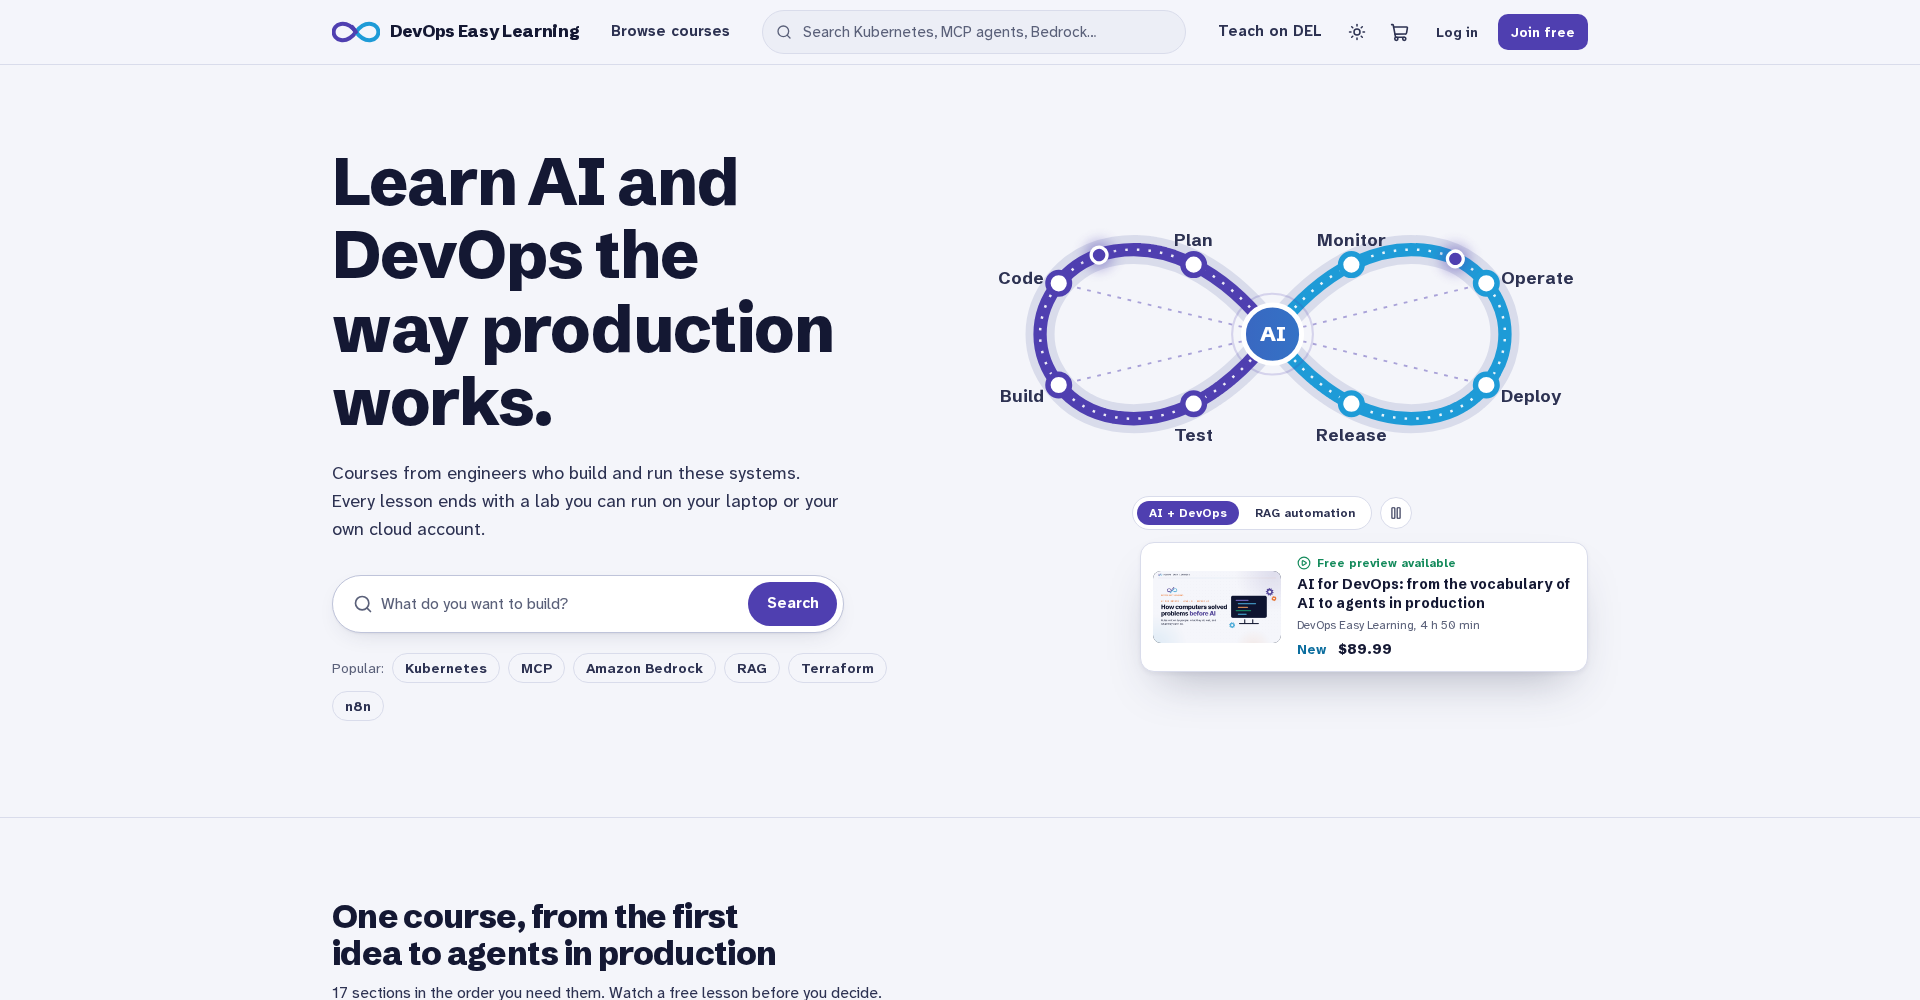 DevOps Easy Learning
Browse courses
Search Kubernetes, MCP agents, Bedrock...
Teach on DEL
Log in
Join free
Learn AI and
DevOps the
way production
works.
Courses from engineers who build and run these systems.
Every lesson ends with a lab you can run on your laptop or your
own cloud account.
What do you want to build?
Search
Popular:
Kubernetes
MCP
Amazon Bedrock
RAG
Terraform
n8n
Plan
Monitor
Code
Operate
AI
Build
Deploy
Test
Release
AI + DevOps
RAG automation
Free preview available
AI for DevOps: from the vocabulary of
AI to agents in production
DevOps Easy Learning, 4 h 50 min
New $89.99
How computers solved
problems before AI
One course, from the first
idea to agents in production
17 sections in the order you need them. Watch a free lesson before you decide.